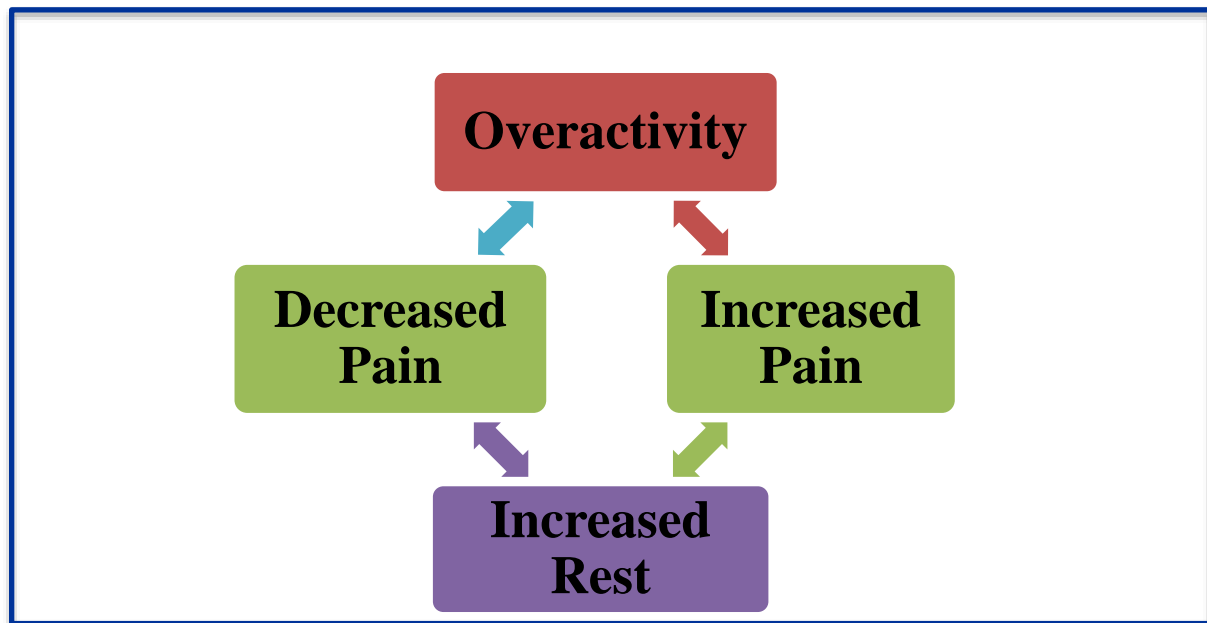 Overactivity
Decreased
Pain
Increased
Pain
Increased
Rest